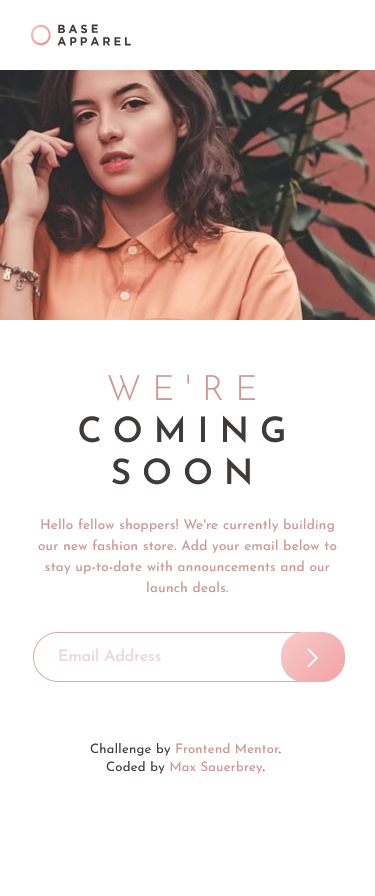 BASE
APPAREL
WE'RE
COMING
SOON
Hello fellow shoppers! We're currently building
our new fashion store. Add your email below to
stay up-to-date with announcements and our
launch deals.
Email Address
Challenge by Frontend Mentor.
Coded by Max Sauerbrey.